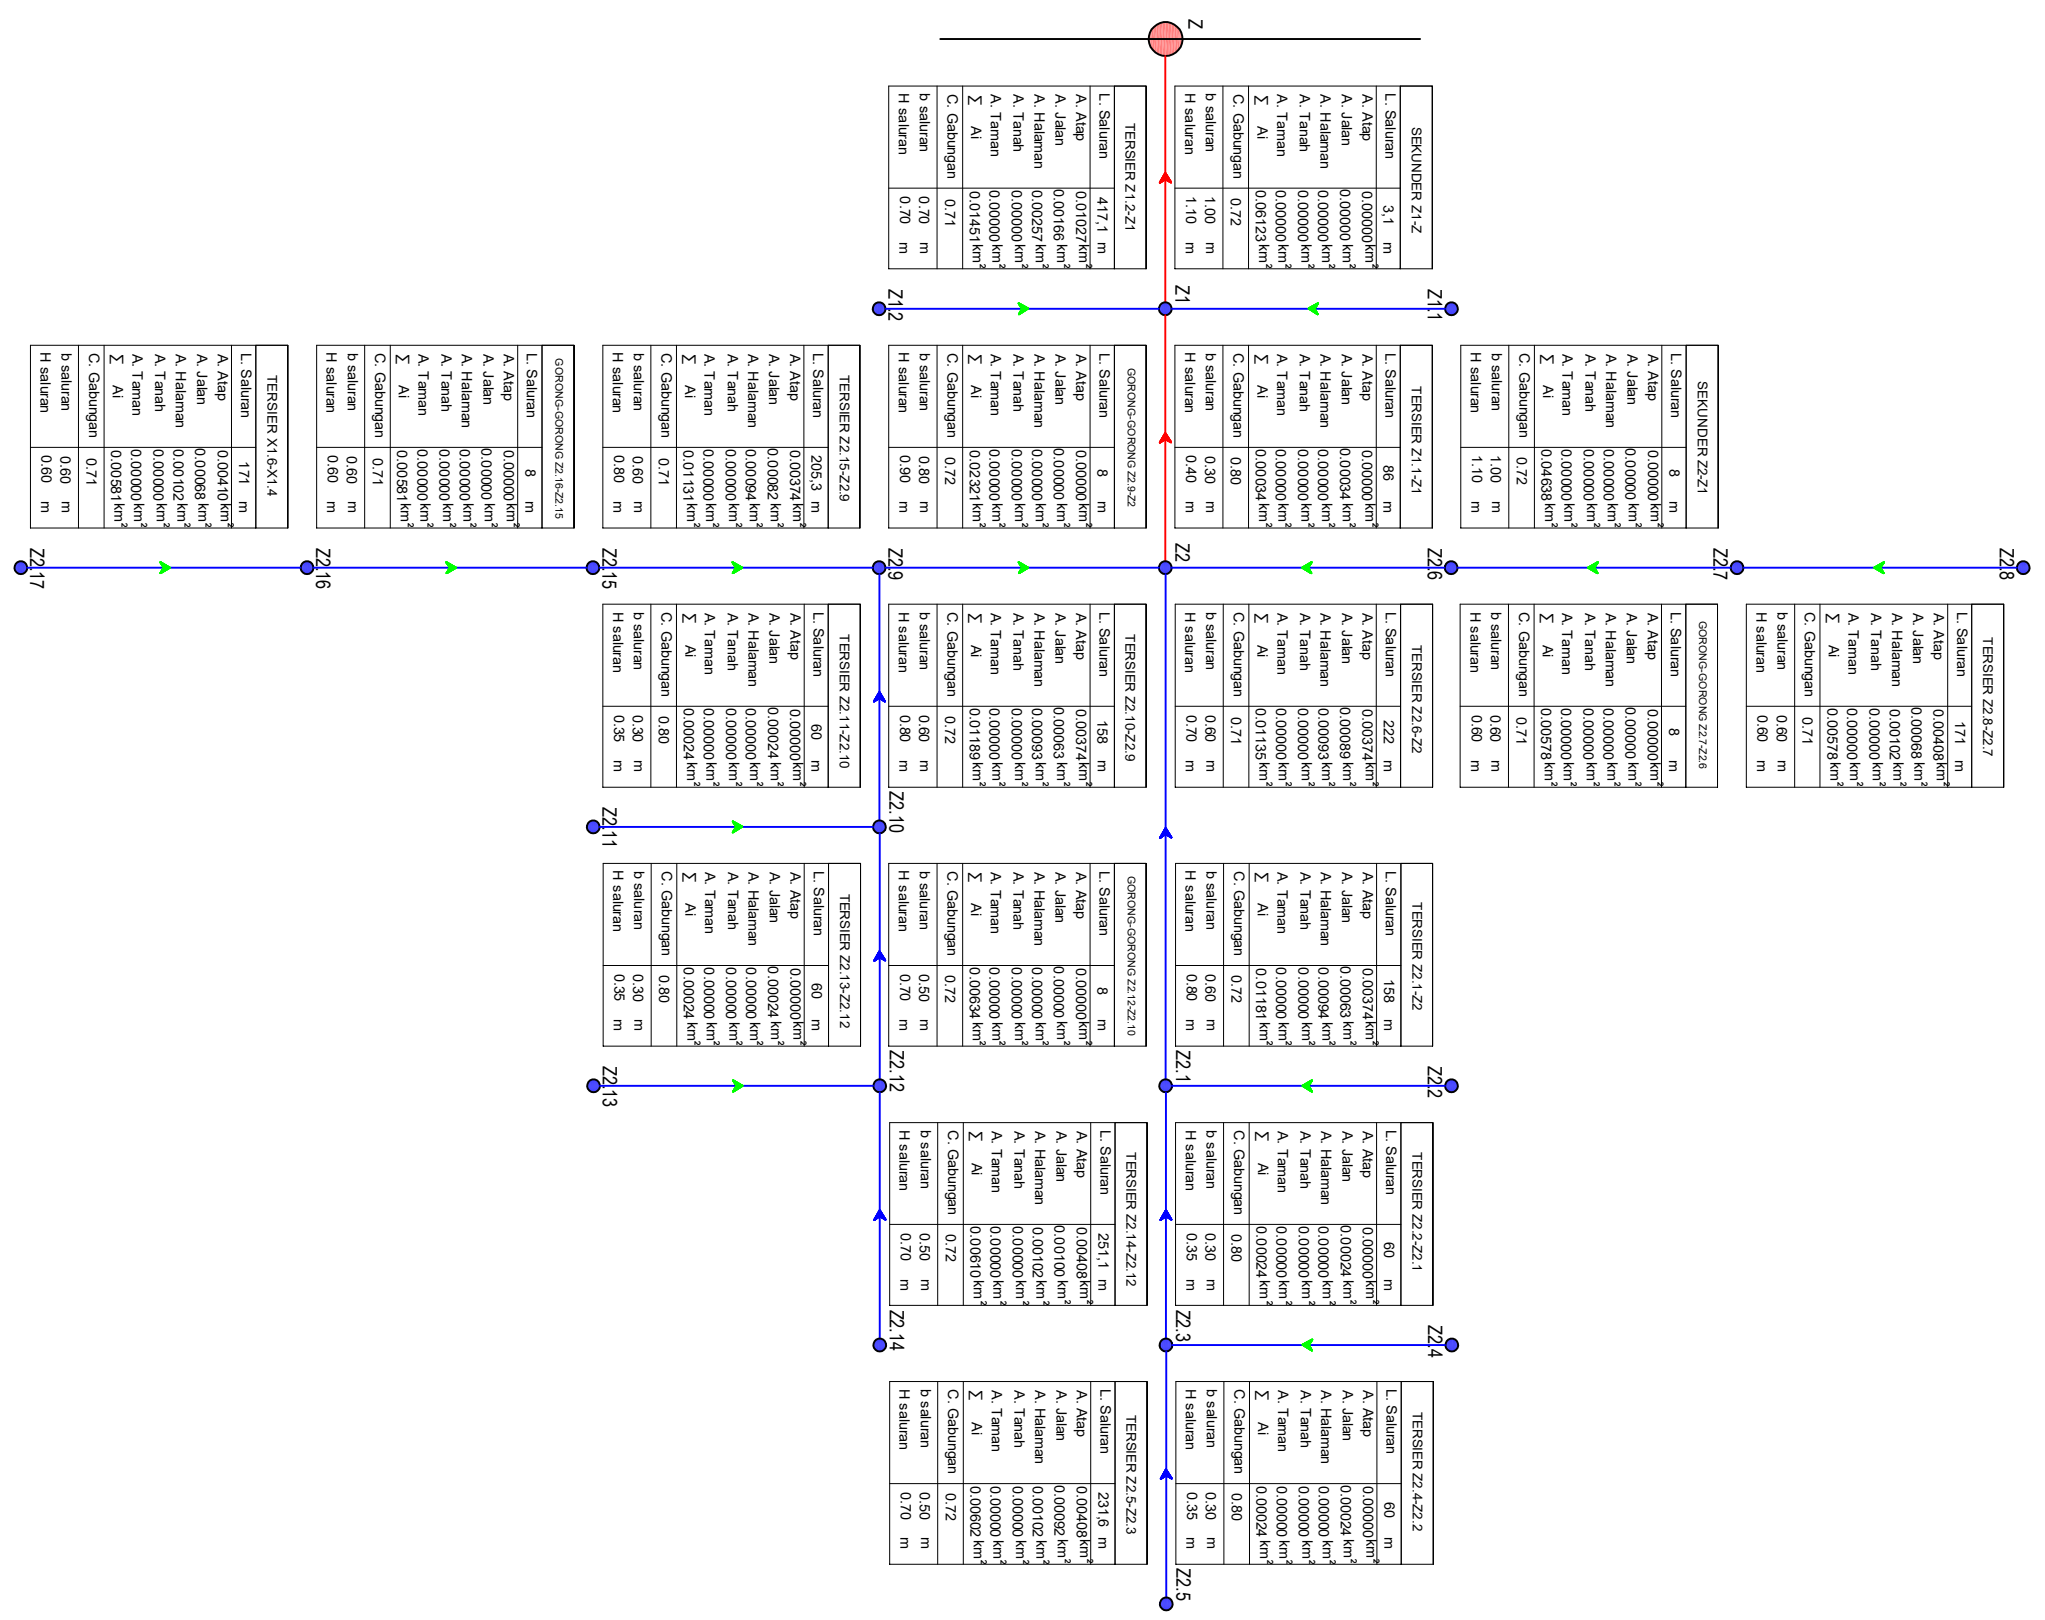 Z
SEKUNDER Z1-Z
L. Saluran 3,1 m
A. Atap 0.00000 km²
A. Jalan 0.00000 km²
A. Halaman 0.00000 km²
A. Tanah 0.00000 km²
A. Taman 0.00000 km²
Σ Ai 0.06123 km²
C. Gabungan 0.72
b saluran 1.00 m
H saluran 1.10 m
TERSIER Z1.2-Z1
L. Saluran 417,1 m
A. Atap 0.01027 km²
A. Jalan 0.00166 km²
A. Halaman 0.00257 km²
A. Tanah 0.00000 km²
A. Taman 0.00000 km²
Σ Ai 0.01451 km²
C. Gabungan 0.71
b saluran 0.70 m
H saluran 0.70 m
Z1.1
Z1
Z1.2
SEKUNDER Z2-Z1
L. Saluran 8 m
A. Atap 0.00000 km²
A. Jalan 0.00000 km²
A. Halaman 0.00000 km²
A. Tanah 0.00000 km²
A. Taman 0.00000 km²
Σ Ai 0.04638 km²
C. Gabungan 0.72
b saluran 1.00 m
H saluran 1.10 m
TERSIER Z1.1-Z1
L. Saluran 86 m
A. Atap 0.00000 km²
A. Jalan 0.00034 km²
A. Halaman 0.00000 km²
A. Tanah 0.00000 km²
A. Taman 0.00000 km²
Σ Ai 0.00034 km²
C. Gabungan 0.80
b saluran 0.30 m
H saluran 0.40 m
GORONG-GORONG Z2.9-Z2
L. Saluran 8 m
A. Atap 0.00000 km²
A. Jalan 0.00000 km²
A. Halaman 0.00000 km²
A. Tanah 0.00000 km²
A. Taman 0.00000 km²
Σ Ai 0.02321 km²
C. Gabungan 0.72
b saluran 0.80 m
H saluran 0.90 m
TERSIER Z2.15-Z2.9
L. Saluran 205,3 m
A. Atap 0.00374 km²
A. Jalan 0.00082 km²
A. Halaman 0.00094 km²
A. Tanah 0.00000 km²
A. Taman 0.00000 km²
Σ Ai 0.01131 km²
C. Gabungan 0.71
b saluran 0.60 m
H saluran 0.80 m
GORONG-GORONG Z2.16-Z2.15
L. Saluran 8 m
A. Atap 0.00000 km²
A. Jalan 0.00000 km²
A. Halaman 0.00000 km²
A. Tanah 0.00000 km²
A. Taman 0.00000 km²
Σ Ai 0.00581 km²
C. Gabungan 0.71
b saluran 0.60 m
H saluran 0.60 m
TERSIER X1.6-X1.4
L. Saluran 171 m
A. Atap 0.00410 km²
A. Jalan 0.00068 km²
A. Halaman 0.00102 km²
A. Tanah 0.00000 km²
A. Taman 0.00000 km²
Σ Ai 0.00581 km²
C. Gabungan 0.71
b saluran 0.60 m
H saluran 0.60 m
Z2.8
Z2.7
Z2.6
Z2
Z2.9
Z2.15
Z2.16
Z2.17
TERSIER Z2.8-Z2.7
L. Saluran 171 m
A. Atap 0.00408 km²
A. Jalan 0.00068 km²
A. Halaman 0.00102 km²
A. Tanah 0.00000 km²
A. Taman 0.00000 km²
Σ Ai 0.00578 km²
C. Gabungan 0.71
b saluran 0.60 m
H saluran 0.60 m
GORONG-GORONG Z2.7-Z2.6
L. Saluran 8 m
A. Atap 0.00000 km²
A. Jalan 0.00000 km²
A. Halaman 0.00000 km²
A. Tanah 0.00000 km²
A. Taman 0.00000 km²
Σ Ai 0.00578 km²
C. Gabungan 0.71
b saluran 0.60 m
H saluran 0.60 m
TERSIER Z2.6-Z2
L. Saluran 222 m
A. Atap 0.00374 km²
A. Jalan 0.00089 km²
A. Halaman 0.00093 km²
A. Tanah 0.00000 km²
A. Taman 0.00000 km²
Σ Ai 0.01135 km²
C. Gabungan 0.71
b saluran 0.60 m
H saluran 0.70 m
TERSIER Z2.10-Z2.9
L. Saluran 158 m
A. Atap 0.00374 km²
A. Jalan 0.00063 km²
A. Halaman 0.00093 km²
A. Tanah 0.00000 km²
A. Taman 0.00000 km²
Σ Ai 0.01189 km²
C. Gabungan 0.72
b saluran 0.60 m
H saluran 0.80 m
TERSIER Z2.11-Z2.10
L. Saluran 60 m
A. Atap 0.00000 km²
A. Jalan 0.00024 km²
A. Halaman 0.00000 km²
A. Tanah 0.00000 km²
A. Taman 0.00000 km²
Σ Ai 0.00024 km²
C. Gabungan 0.80
b saluran 0.30 m
H saluran 0.35 m
Z2.10
Z2.11
TERSIER Z2.1-Z2
L. Saluran 158 m
A. Atap 0.00374 km²
A. Jalan 0.00063 km²
A. Halaman 0.00094 km²
A. Tanah 0.00000 km²
A. Taman 0.00000 km²
Σ Ai 0.01181 km²
C. Gabungan 0.72
b saluran 0.60 m
H saluran 0.80 m
GORONG-GORONG Z2.12-Z2.10
L. Saluran 8 m
A. Atap 0.00000 km²
A. Jalan 0.00000 km²
A. Halaman 0.00000 km²
A. Tanah 0.00000 km²
A. Taman 0.00000 km²
Σ Ai 0.00634 km²
C. Gabungan 0.72
b saluran 0.50 m
H saluran 0.70 m
TERSIER Z2.13-Z2.12
L. Saluran 60 m
A. Atap 0.00000 km²
A. Jalan 0.00024 km²
A. Halaman 0.00000 km²
A. Tanah 0.00000 km²
A. Taman 0.00000 km²
Σ Ai 0.00024 km²
C. Gabungan 0.80
b saluran 0.30 m
H saluran 0.35 m
Z2.2
Z2.1
Z2.12
Z2.13
TERSIER Z2.2-Z2.1
L. Saluran 60 m
A. Atap 0.00000 km²
A. Jalan 0.00024 km²
A. Halaman 0.00000 km²
A. Tanah 0.00000 km²
A. Taman 0.00000 km²
Σ Ai 0.00024 km²
C. Gabungan 0.80
b saluran 0.30 m
H saluran 0.35 m
TERSIER Z2.14-Z2.12
L. Saluran 251,1 m
A. Atap 0.00408 km²
A. Jalan 0.00100 km²
A. Halaman 0.00102 km²
A. Tanah 0.00000 km²
A. Taman 0.00000 km²
Σ Ai 0.00610 km²
C. Gabungan 0.72
b saluran 0.50 m
H saluran 0.70 m
Z2.4
Z2.3
Z2.14
TERSIER Z2.4-Z2.2
L. Saluran 60 m
A. Atap 0.00000 km²
A. Jalan 0.00024 km²
A. Halaman 0.00000 km²
A. Tanah 0.00000 km²
A. Taman 0.00000 km²
Σ Ai 0.00024 km²
C. Gabungan 0.80
b saluran 0.30 m
H saluran 0.35 m
TERSIER Z2.5-Z2.3
L. Saluran 231,6 m
A. Atap 0.00408 km²
A. Jalan 0.00092 km²
A. Halaman 0.00102 km²
A. Tanah 0.00000 km²
A. Taman 0.00000 km²
Σ Ai 0.00602 km²
C. Gabungan 0.72
b saluran 0.50 m
H saluran 0.70 m
Z2.5